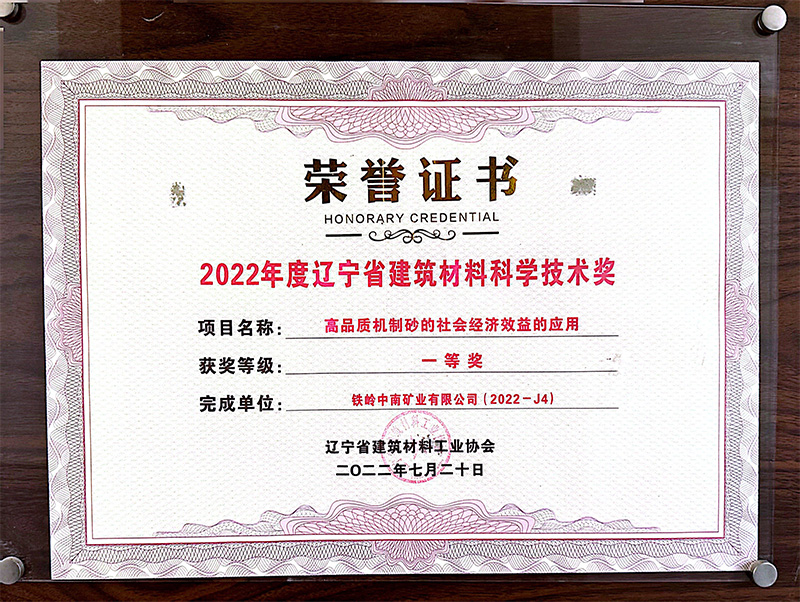 荣誉证书
HONORARY CREDENTIAL
2022年度辽宁省建筑材料科学技术奖
项目名称：高品质机制砂的社会经济效益的应用
获奖等级：一等奖
完成单位：铁岭中南矿业有限公司（2022－J4）
辽宁省建筑材料工业协会
二〇二二年七月二十日